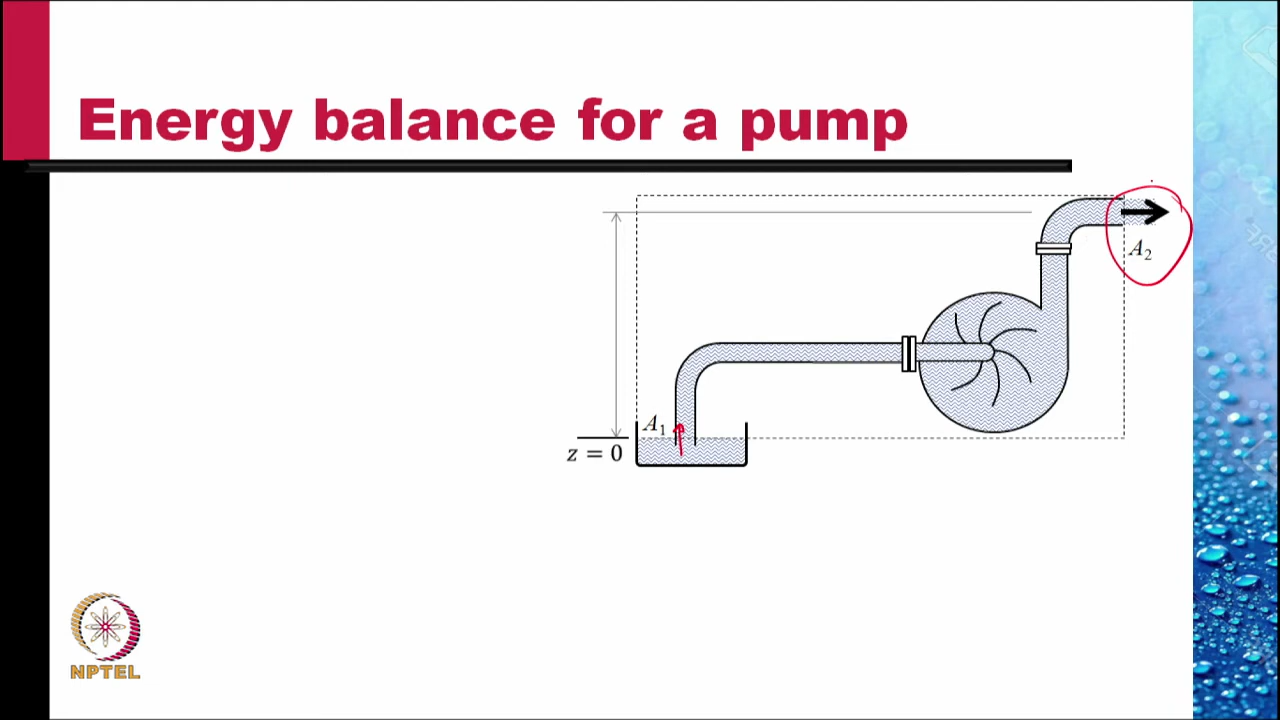 Energy balance for a pump
A₂
A₁
z = 0
NPTEL